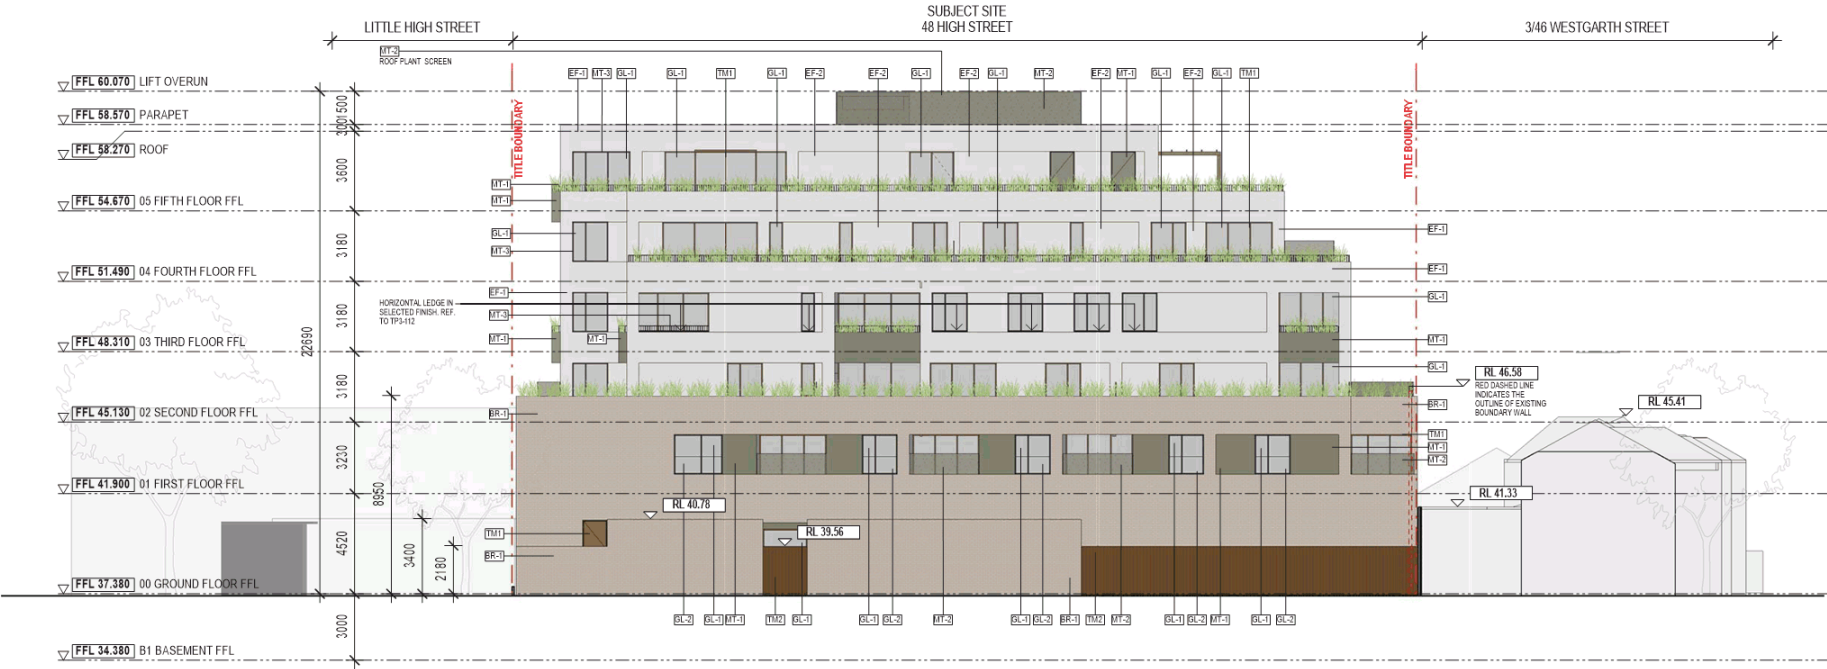 SUBJECT SITE
48 HIGH STREET
LITTLE HIGH STREET
3/46 WESTGARTH STREET
MT-2
ROOF PLANT SCREEN
EF-1 MT-3 GL-1 GL-1 TM1 GL-1 EF-2 EF-2 GL-1 EF-2 GL-1 MT-2 EF-2 MT-1 GL-1 EF-2 GL-1 TM1
FFL 60.070 LIFT OVERUN
1500
FFL 58.570 PARAPET
300
TITLE BOUNDARY
TITLE BOUNDARY
FFL 58.270 ROOF
3600
MT-1
MT-1
FFL 54.670 05 FIFTH FLOOR FFL
GL-1
EF-1
3180
MT-3
FFL 51.490 04 FOURTH FLOOR FFL
EF-1
EF-1
GL-1
HORIZONTAL LEDGE IN
SELECTED FINISH. REF.
TO TP3-112
MT-3
3180
22690
MT-1
MT-1
MT-1
FFL 48.310 03 THIRD FLOOR FFL
GL-1
3180
RL 46.58
RED DASHED LINE
INDICATES THE
OUTLINE OF EXISTING
BOUNDARY WALL
RL 45.41
BR-1
BR-1
FFL 45.130 02 SECOND FLOOR FFL
TM1
MT-1
MT-2
3230
8950
FFL 41.900 01 FIRST FLOOR FFL
RL 41.33
RL 40.78
RL 39.56
TM1
BR-1
4520
3400
2180
FFL 37.380 00 GROUND FLOOR FFL
GL-2 GL-1 MT-1 TM2 GL-1 GL-1 GL-2 MT-2 GL-1 GL-2 BR-1 TM2 MT-2 GL-1 GL-2 MT-1 GL-1 GL-2
3000
FFL 34.380 B1 BASEMENT FFL